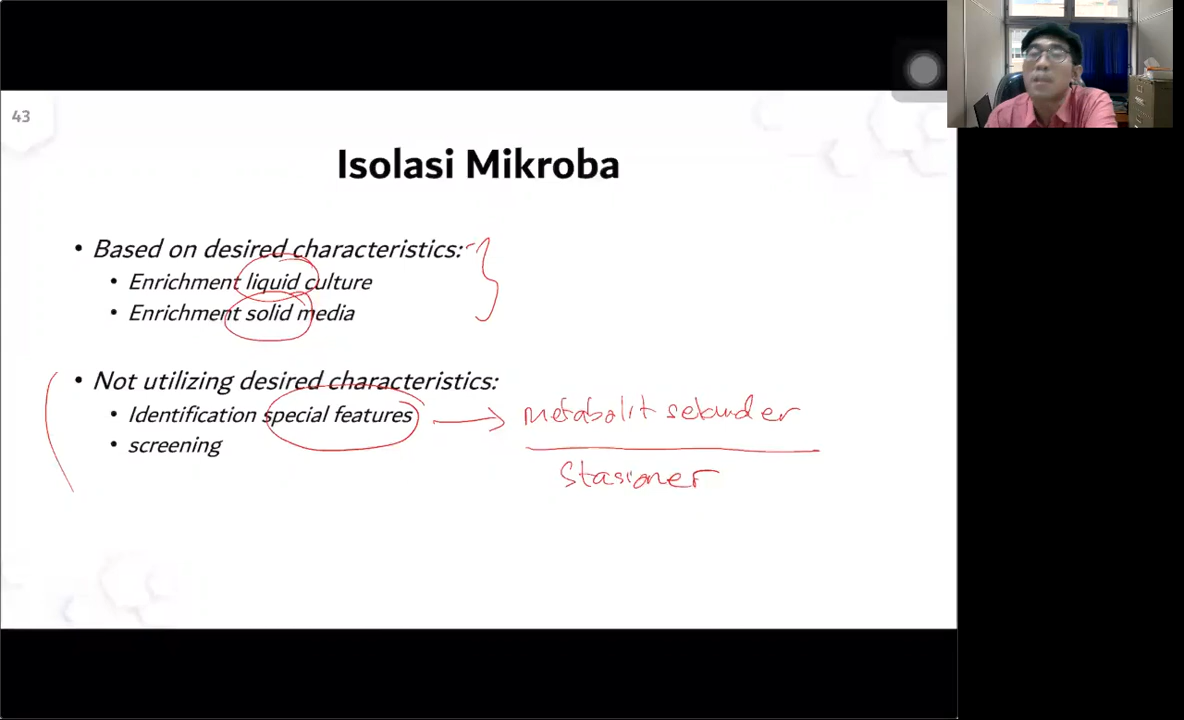 43
Isolasi Mikroba
• Based on desired characteristics:
• Enrichment liquid culture
• Enrichment solid media
• Not utilizing desired characteristics:
• Identification special features
metabolit sekunder
• screening
Stasioner